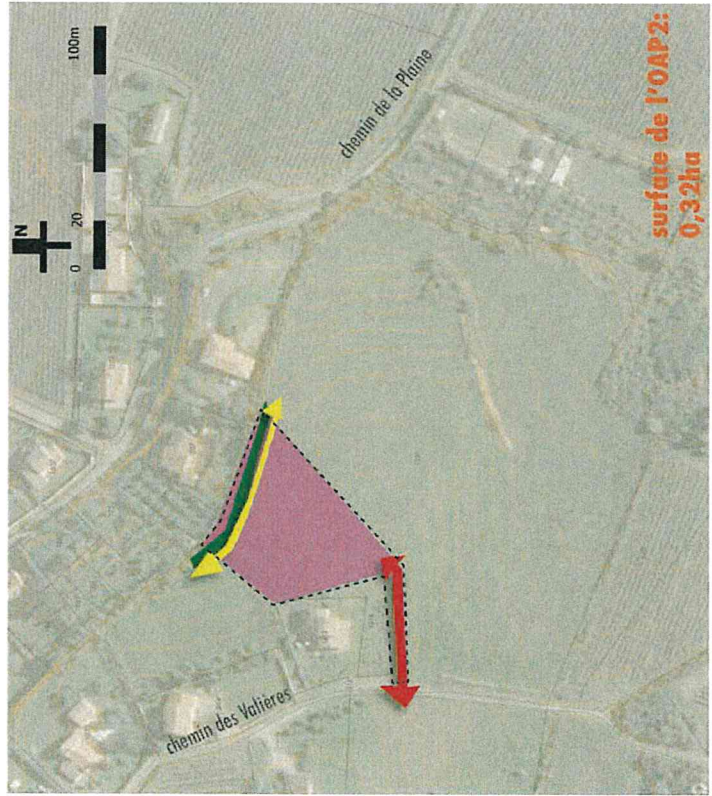 N
0 20 100m
chemin de la Plaine
chemin des Valières
surface de l'OAP2:
0,32ha